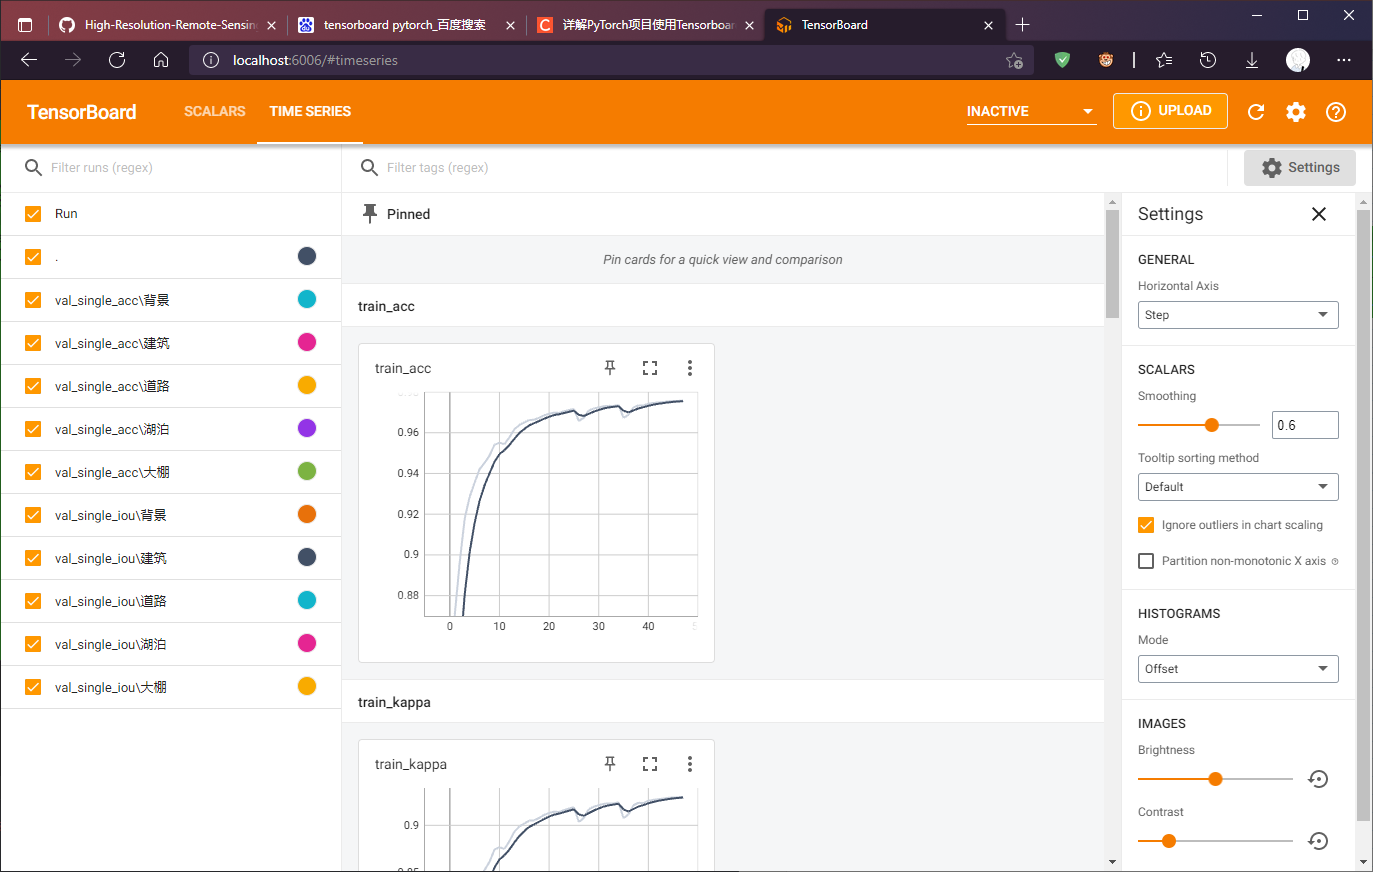 High-Resolution-Remote-Sensing
tensorboard pytorch_百度搜索
详解PyTorch项目使用Tensorboar
TensorBoard
localhost:6006/#timeseries
TensorBoard
SCALARS
TIME SERIES
INACTIVE
UPLOAD
Filter runs (regex)
Filter tags (regex)
Settings
Run
.
val_single_acc\背景
val_single_acc\建筑
val_single_acc\道路
val_single_acc\湖泊
val_single_acc\大棚
val_single_iou\背景
val_single_iou\建筑
val_single_iou\道路
val_single_iou\湖泊
val_single_iou\大棚
Pinned
Pin cards for a quick view and comparison
train_acc
train_acc
0.98
0.96
0.94
0.92
0.9
0.88
0 10 20 30 40
train_kappa
train_kappa
0.9
0.85
Settings
GENERAL
Horizontal Axis
Step
SCALARS
Smoothing
0.6
Tooltip sorting method
Default
Ignore outliers in chart scaling
Partition non-monotonic X axis
HISTOGRAMS
Mode
Offset
IMAGES
Brightness
Contrast